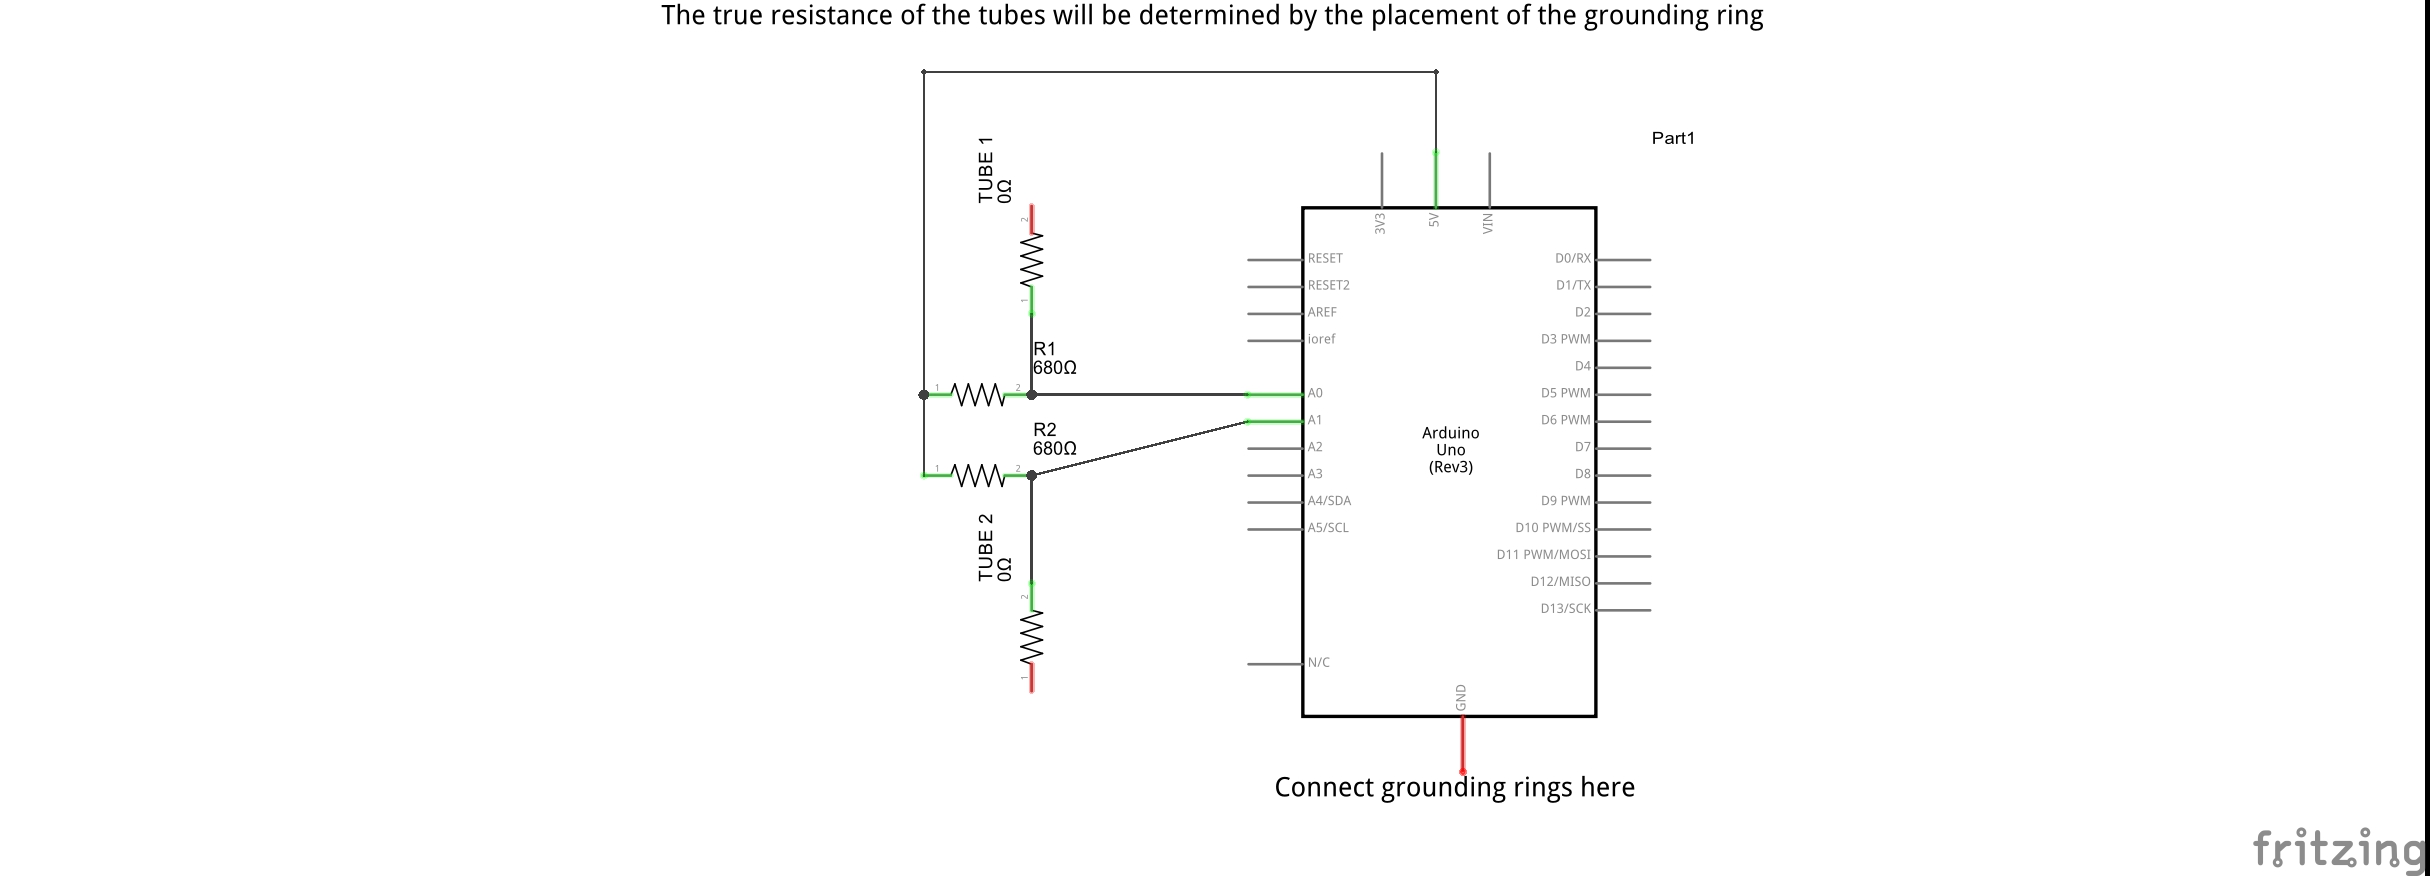 The true resistance of the tubes will be determined by the placement of the grounding ring
Part1
TUBE 1
0Ω
2
1
3V3
5V
VIN
RESET
RESET2
AREF
ioref
A0
A1
A2
A3
A4/SDA
A5/SCL
N/C
D0/RX
D1/TX
D2
D3 PWM
D4
D5 PWM
D6 PWM
D7
D8
D9 PWM
D10 PWM/SS
D11 PWM/MOSI
D12/MISO
D13/SCK
R1
680Ω
1
2
R2
680Ω
1
2
Arduino
Uno
(Rev3)
TUBE 2
0Ω
2
1
GND
Connect grounding rings here
fritzing